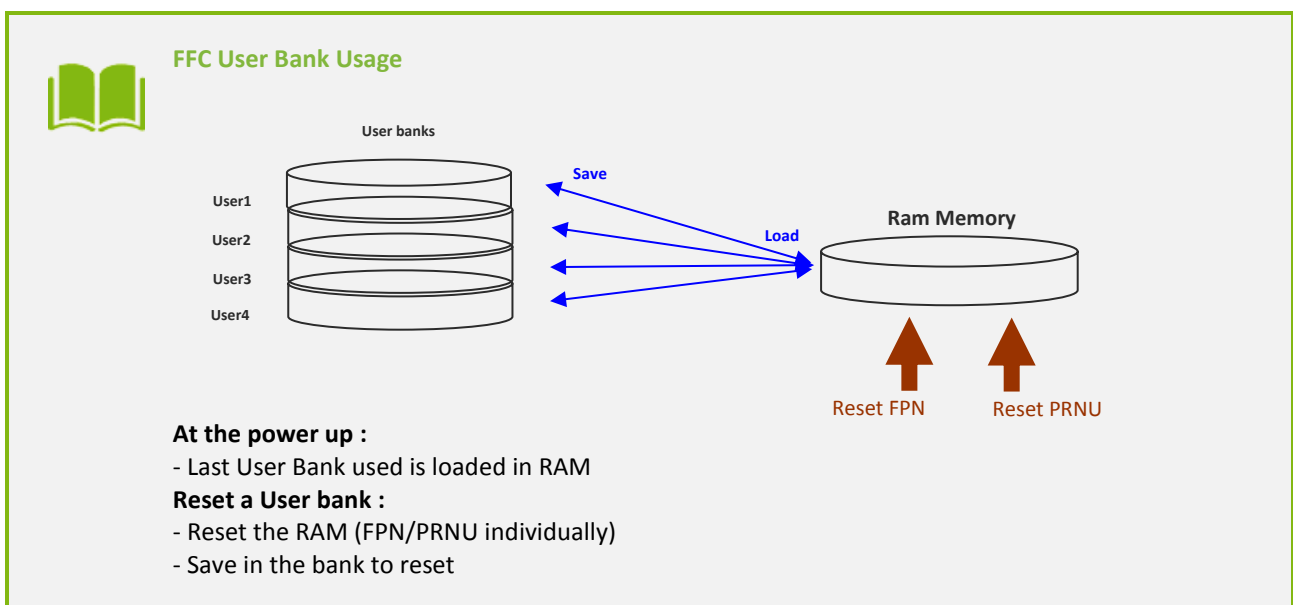 FFC User Bank Usage
User banks
Save
User1
Ram Memory
Load
User2
User3
User4
Reset FPN
Reset PRNU
At the power up :
- Last User Bank used is loaded in RAM
Reset a User bank :
- Reset the RAM (FPN/PRNU individually)
- Save in the bank to reset